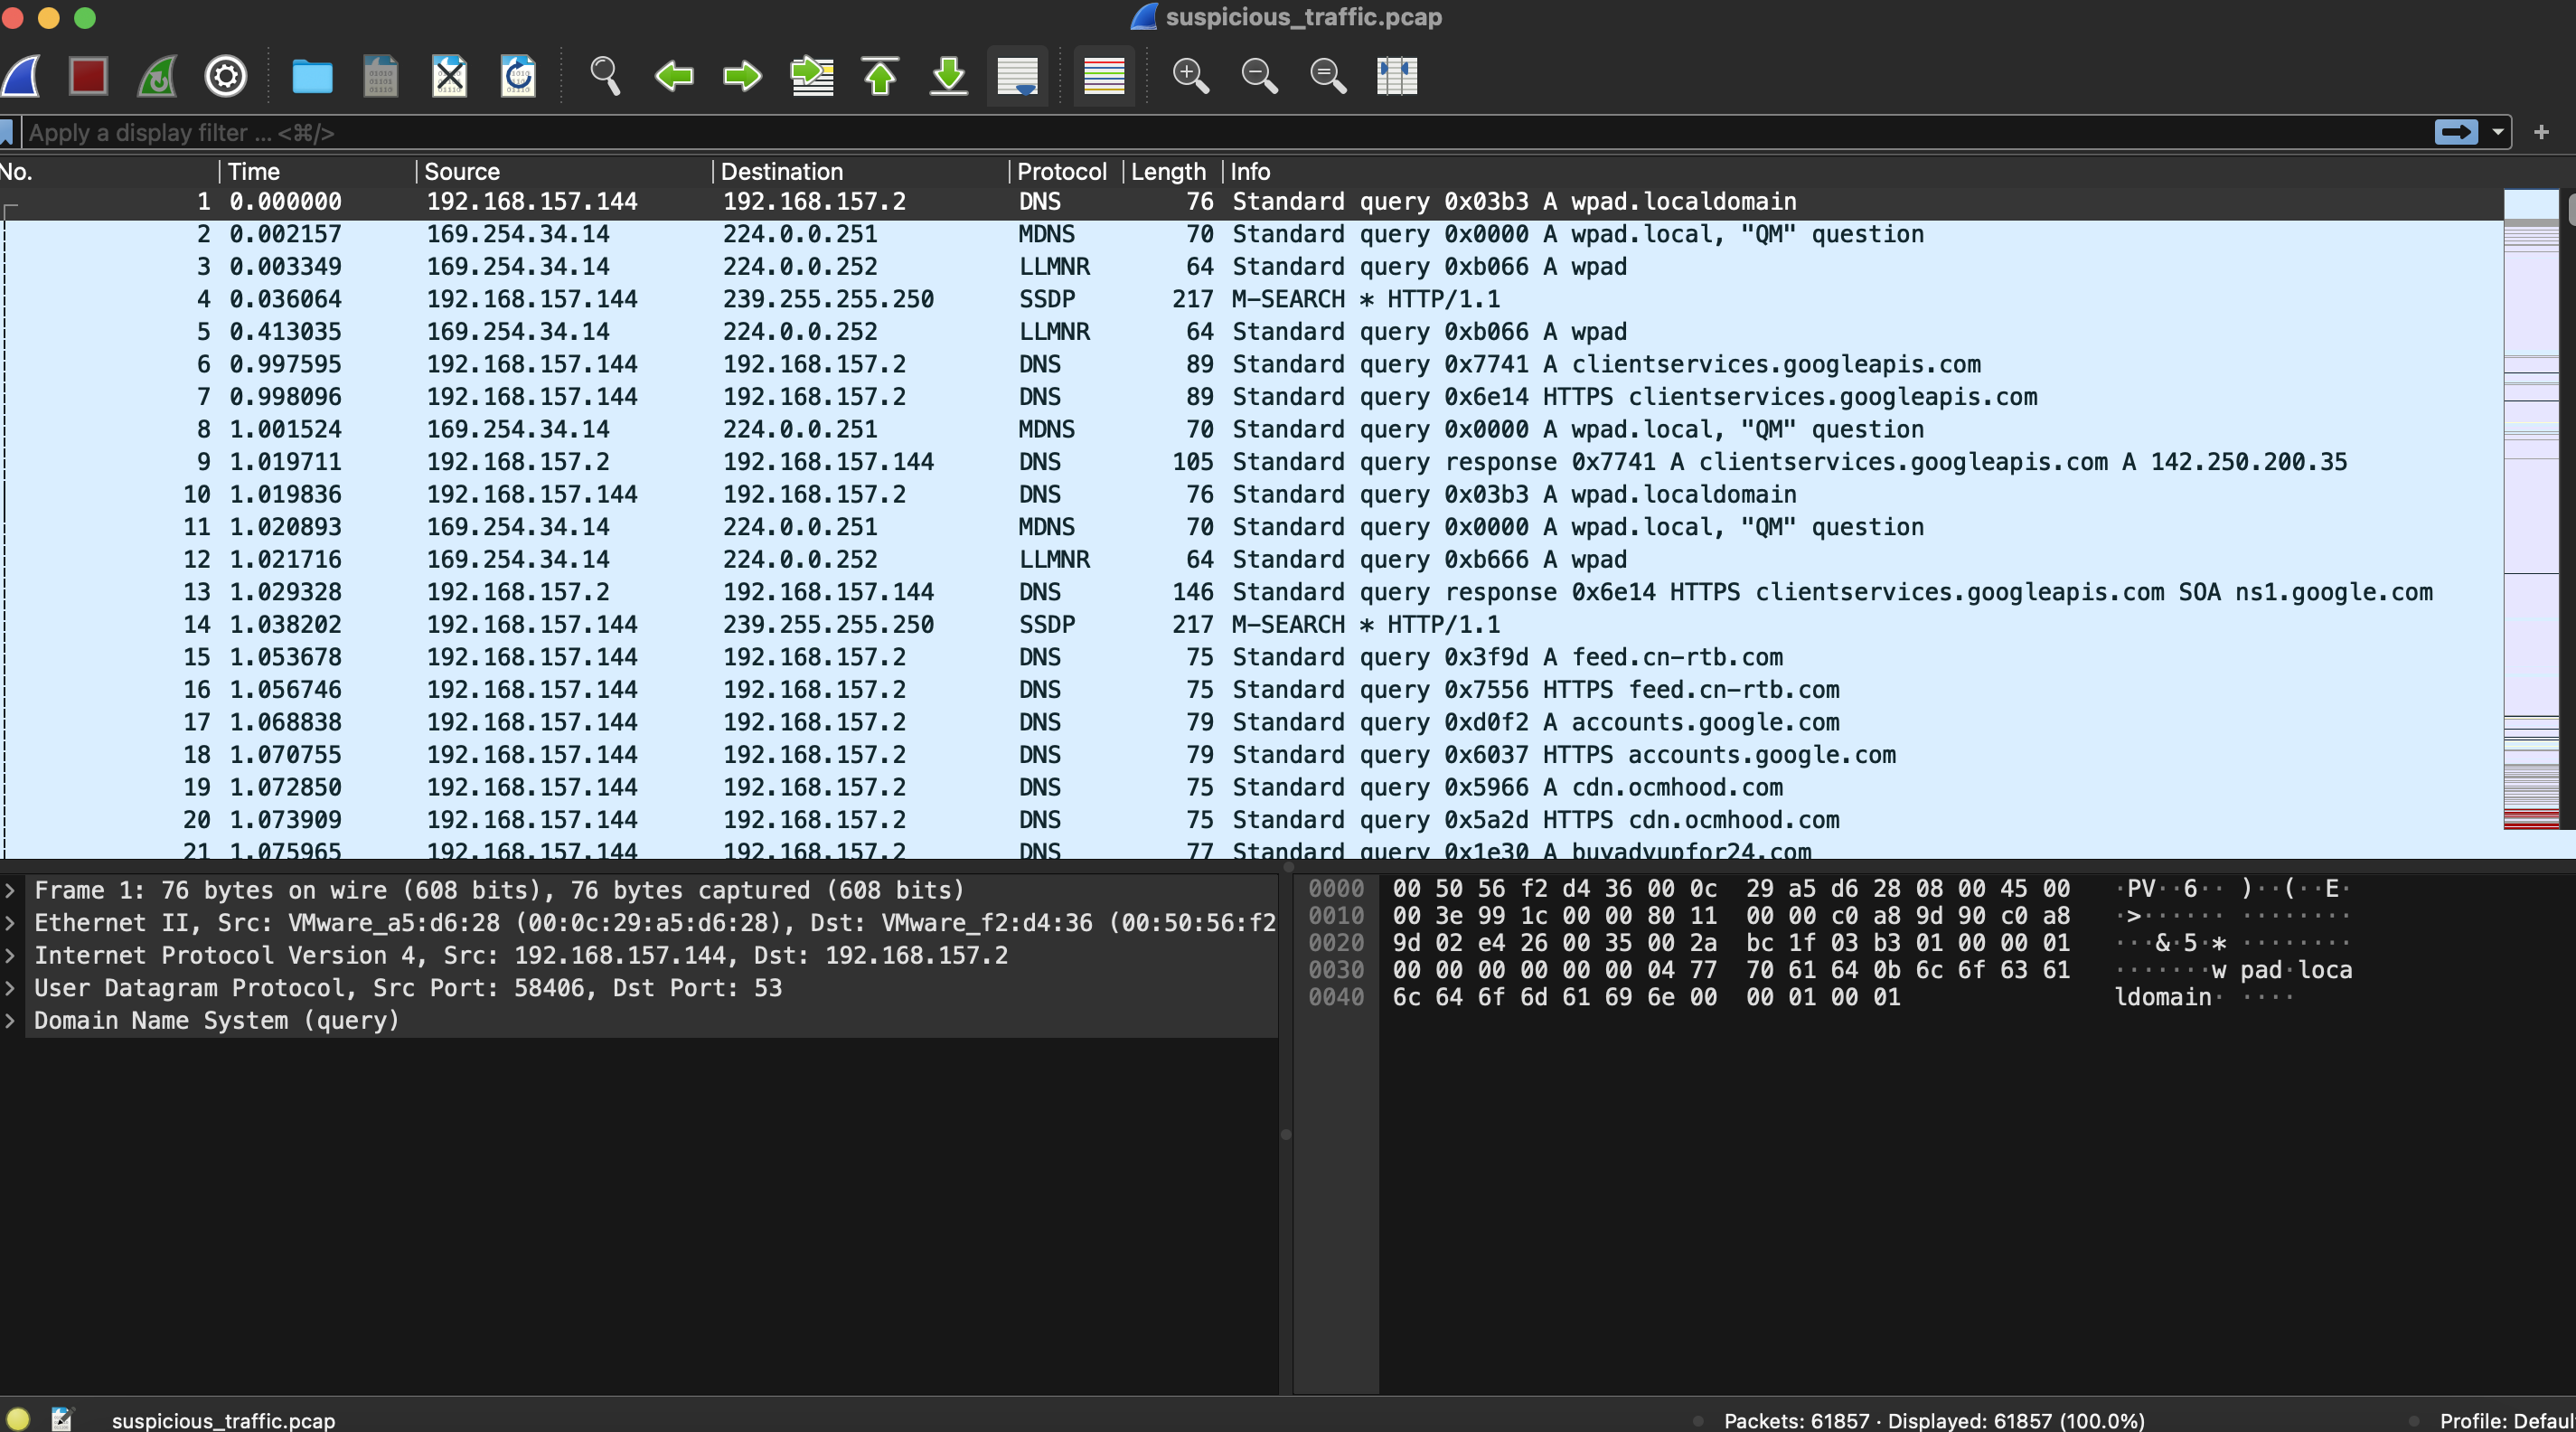 suspicious_traffic.pcap
Apply a display filter ... <⌘/>
No. Time Source Destination Protocol Length Info
1 0.000000 192.168.157.144 192.168.157.2 DNS 76 Standard query 0x03b3 A wpad.localdomain
2 0.002157 169.254.34.14 224.0.0.251 MDNS 70 Standard query 0x0000 A wpad.local, "QM" question
3 0.003349 169.254.34.14 224.0.0.252 LLMNR 64 Standard query 0xb066 A wpad
4 0.036064 192.168.157.144 239.255.255.250 SSDP 217 M-SEARCH * HTTP/1.1
5 0.413035 169.254.34.14 224.0.0.252 LLMNR 64 Standard query 0xb066 A wpad
6 0.997595 192.168.157.144 192.168.157.2 DNS 89 Standard query 0x7741 A clientservices.googleapis.com
7 0.998096 192.168.157.144 192.168.157.2 DNS 89 Standard query 0x6e14 HTTPS clientservices.googleapis.com
8 1.001524 169.254.34.14 224.0.0.251 MDNS 70 Standard query 0x0000 A wpad.local, "QM" question
9 1.019711 192.168.157.2 192.168.157.144 DNS 105 Standard query response 0x7741 A clientservices.googleapis.com A 142.250.200.35
10 1.019836 192.168.157.144 192.168.157.2 DNS 76 Standard query 0x03b3 A wpad.localdomain
11 1.020893 169.254.34.14 224.0.0.251 MDNS 70 Standard query 0x0000 A wpad.local, "QM" question
12 1.021716 169.254.34.14 224.0.0.252 LLMNR 64 Standard query 0xb666 A wpad
13 1.029328 192.168.157.2 192.168.157.144 DNS 146 Standard query response 0x6e14 HTTPS clientservices.googleapis.com SOA ns1.google.com
14 1.038202 192.168.157.144 239.255.255.250 SSDP 217 M-SEARCH * HTTP/1.1
15 1.053678 192.168.157.144 192.168.157.2 DNS 75 Standard query 0x3f9d A feed.cn-rtb.com
16 1.056746 192.168.157.144 192.168.157.2 DNS 75 Standard query 0x7556 HTTPS feed.cn-rtb.com
17 1.068838 192.168.157.144 192.168.157.2 DNS 79 Standard query 0xd0f2 A accounts.google.com
18 1.070755 192.168.157.144 192.168.157.2 DNS 79 Standard query 0x6037 HTTPS accounts.google.com
19 1.072850 192.168.157.144 192.168.157.2 DNS 75 Standard query 0x5966 A cdn.ocmhood.com
20 1.073909 192.168.157.144 192.168.157.2 DNS 75 Standard query 0x5a2d HTTPS cdn.ocmhood.com
21 1.075965 192.168.157.144 192.168.157.2 DNS 77 Standard query 0x1e30 A buyadvupfor24.com
Frame 1: 76 bytes on wire (608 bits), 76 bytes captured (608 bits)
Ethernet II, Src: VMware_a5:d6:28 (00:0c:29:a5:d6:28), Dst: VMware_f2:d4:36 (00:50:56:f2
Internet Protocol Version 4, Src: 192.168.157.144, Dst: 192.168.157.2
User Datagram Protocol, Src Port: 58406, Dst Port: 53
Domain Name System (query)
0000 00 50 56 f2 d4 36 00 0c 29 a5 d6 28 08 00 45 00 ·PV··6·· )··(··E·
0010 00 3e 99 1c 00 00 80 11 00 00 c0 a8 9d 90 c0 a8 ·>······ ········
0020 9d 02 e4 26 00 35 00 2a bc 1f 03 b3 01 00 00 01 ···&·5·* ········
0030 00 00 00 00 00 00 04 77 70 61 64 0b 6c 6f 63 61 ·······w pad·loca
0040 6c 64 6f 6d 61 69 6e 00 00 01 00 01 ldomain· ····
suspicious_traffic.pcap
Packets: 61857 · Displayed: 61857 (100.0%)
Profile: Defaul